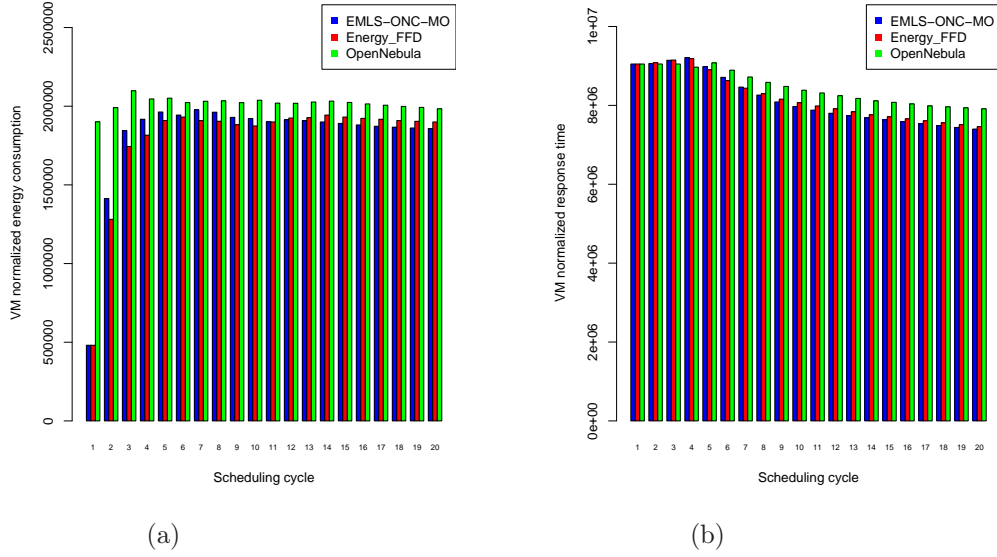 EMLS−ONC−MO
Energy_FFD
OpenNebula
VM normalized energy consumption
2500000
2000000
1500000
1000000
500000
0
1 2 3 4 5 6 7 8 9 10 11 12 13 14 15 16 17 18 19 20
Scheduling cycle
(a)
EMLS−ONC−MO
Energy_FFD
OpenNebula
VM normalized response time
1e+07
8e+06
6e+06
4e+06
2e+06
0e+00
1 2 3 4 5 6 7 8 9 10 11 12 13 14 15 16 17 18 19 20
Scheduling cycle
(b)